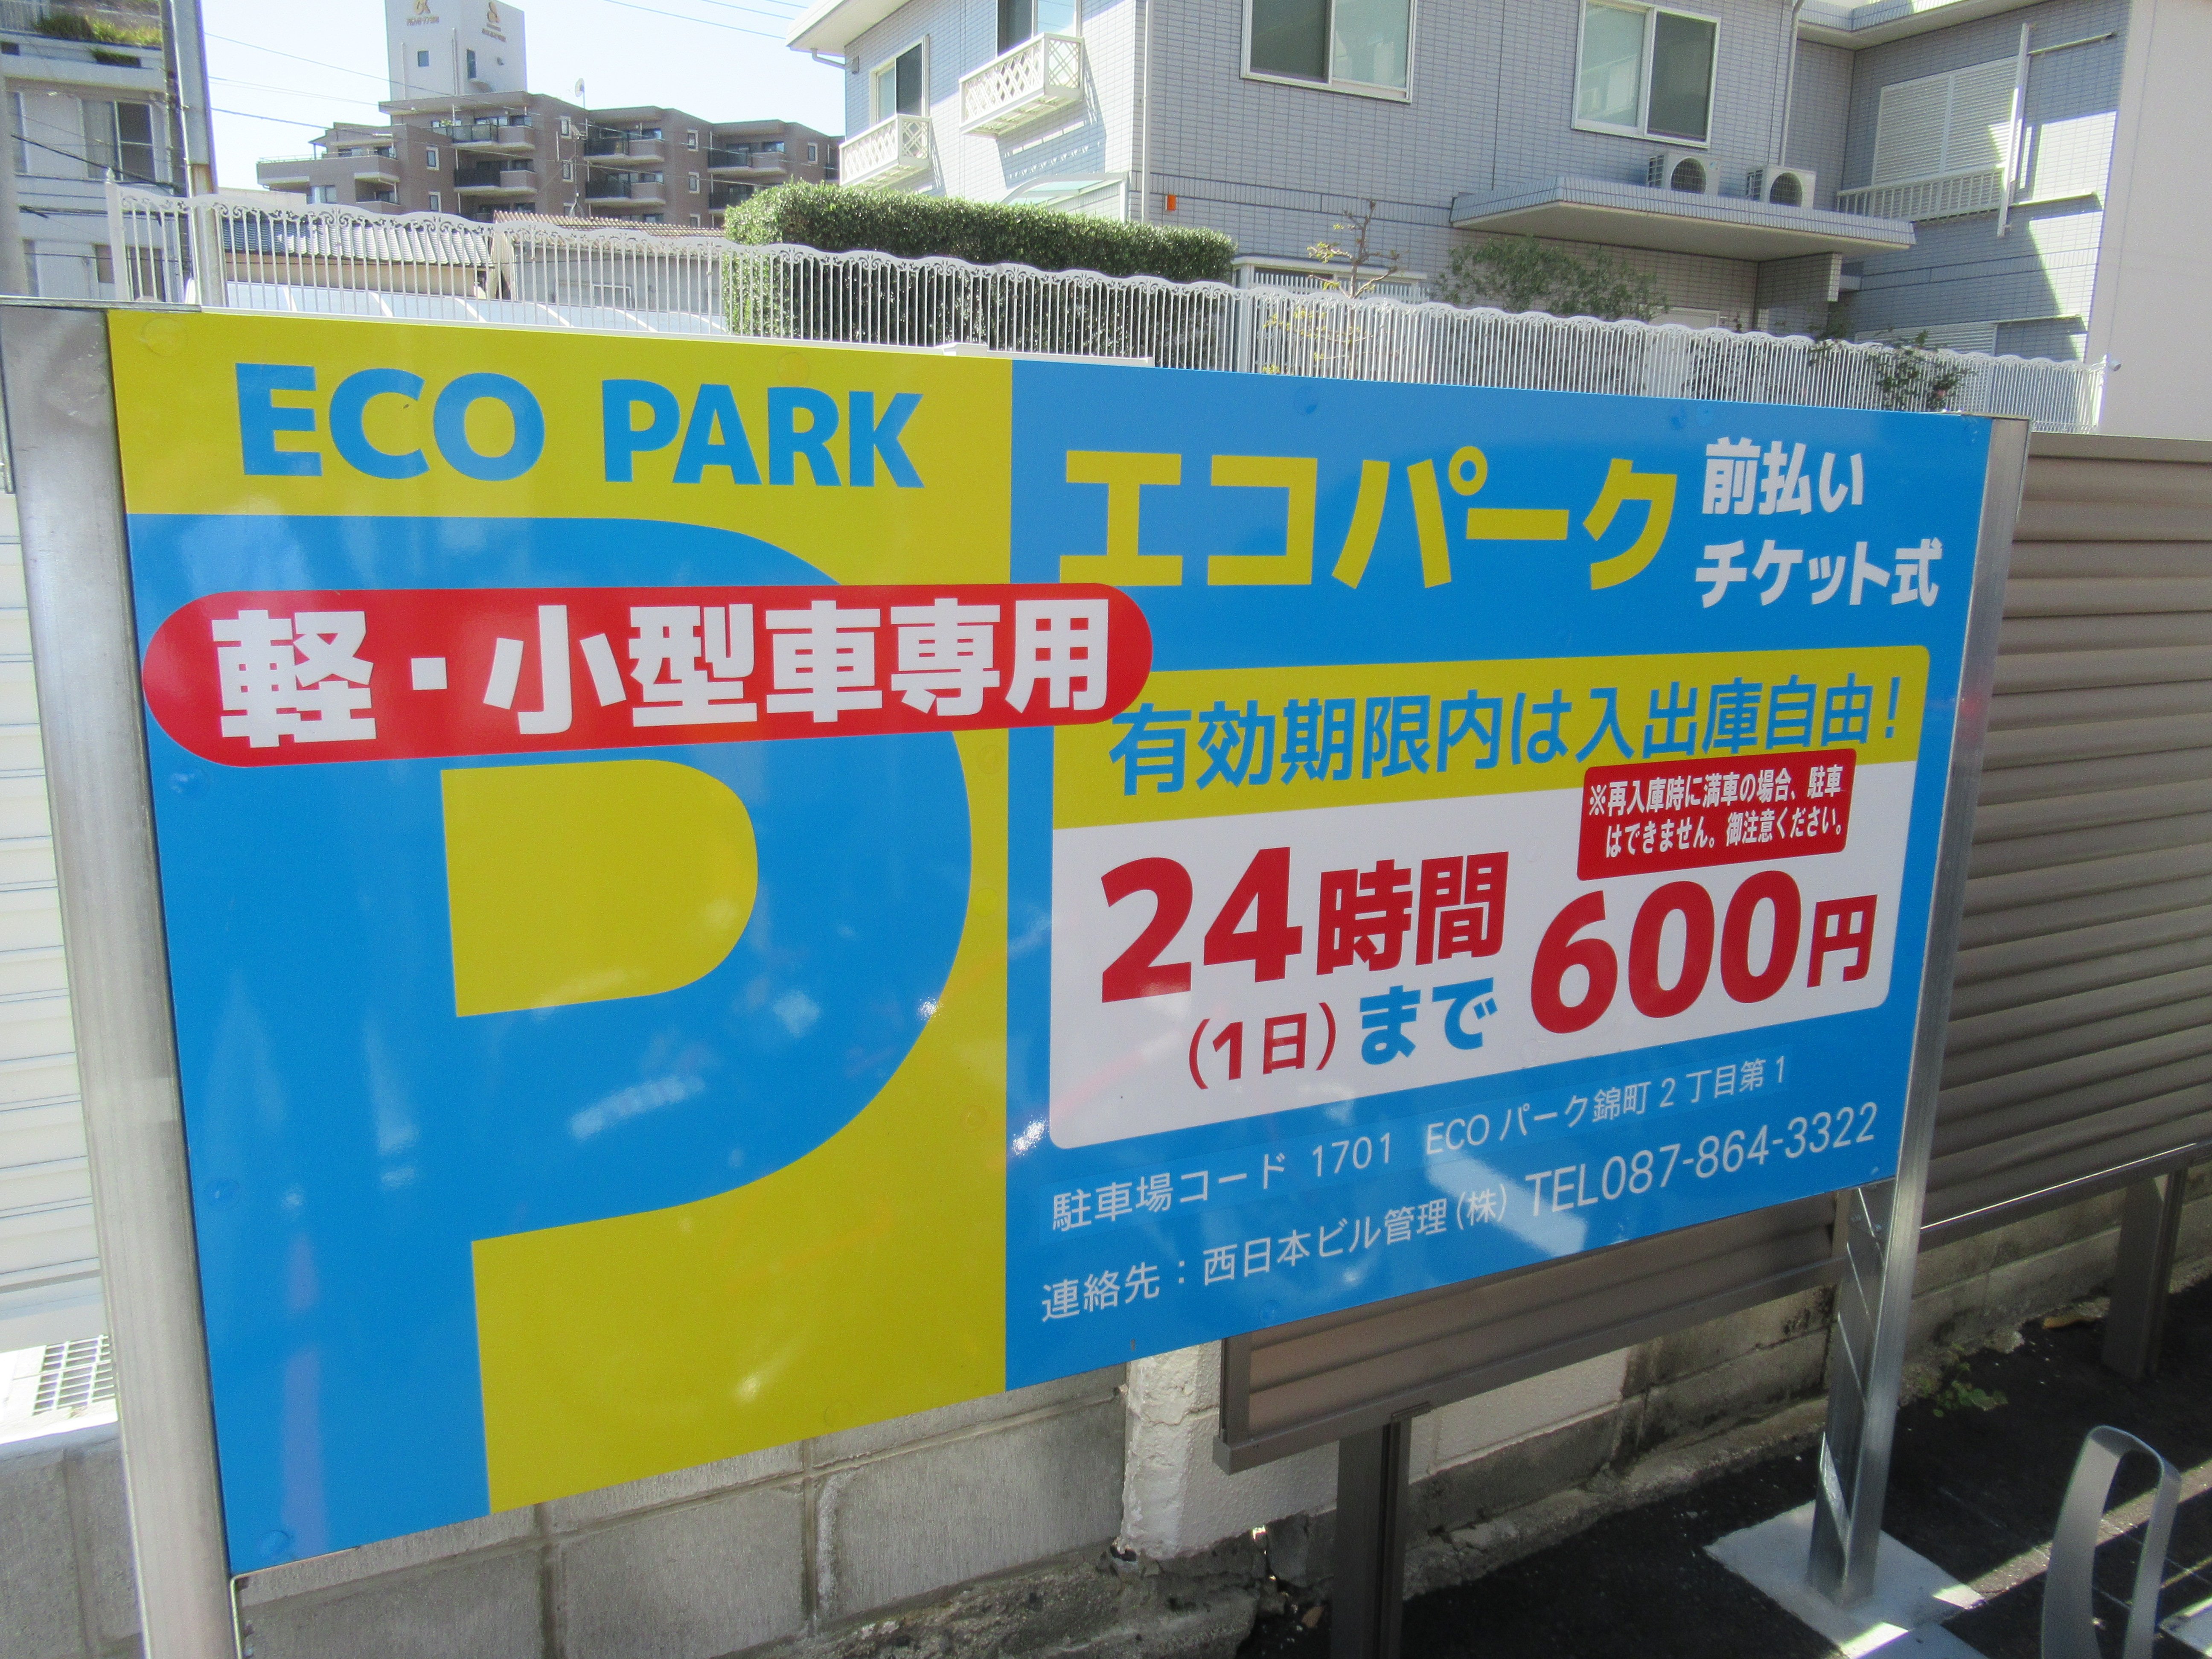 ECO PARK
軽・小型車専用
エコパーク
前払い
チケット式
有効期限内は入出庫自由!
※再入庫時に満車の場合、駐車
はできません。御注意ください。
24時間
(1日)まで
600円
駐車場コード 1701 ECOパーク錦町2丁目第1
連絡先:西日本ビル管理(株) TEL087-864-3322